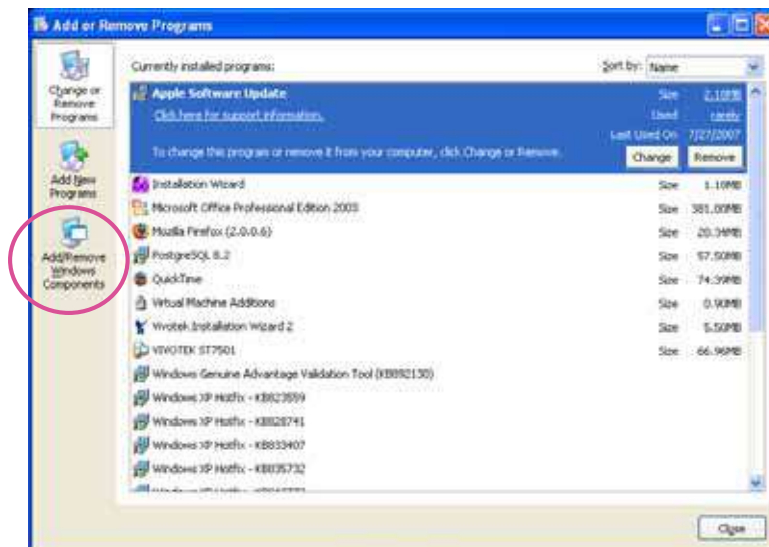 Add or Remove Programs
Currently installed programs:
Sort by: Name
Change or
Remove
Programs
Add New
Programs
Add/Remove
Windows
Components
Apple Software Update Size 2.10MB
Click here for support information. Used rarely
Last Used On 7/27/2007
To change this program or remove it from your computer, click Change or Remove.
Change Remove
Installation Wizard Size 1.10MB
Microsoft Office Professional Edition 2003 Size 381.00MB
Mozilla Firefox (2.0.0.6) Size 20.34MB
PostgreSQL 8.2 Size 57.50MB
QuickTime Size 74.39MB
Virtual Machine Additions Size 0.90MB
Vivotek Installation Wizard 2 Size 5.50MB
VIVOTEK ST7501 Size 66.96MB
Windows Genuine Advantage Validation Tool (KB892130)
Windows XP Hotfix - KB823559
Windows XP Hotfix - KB828741
Windows XP Hotfix - KB833407
Windows XP Hotfix - KB835732
Close